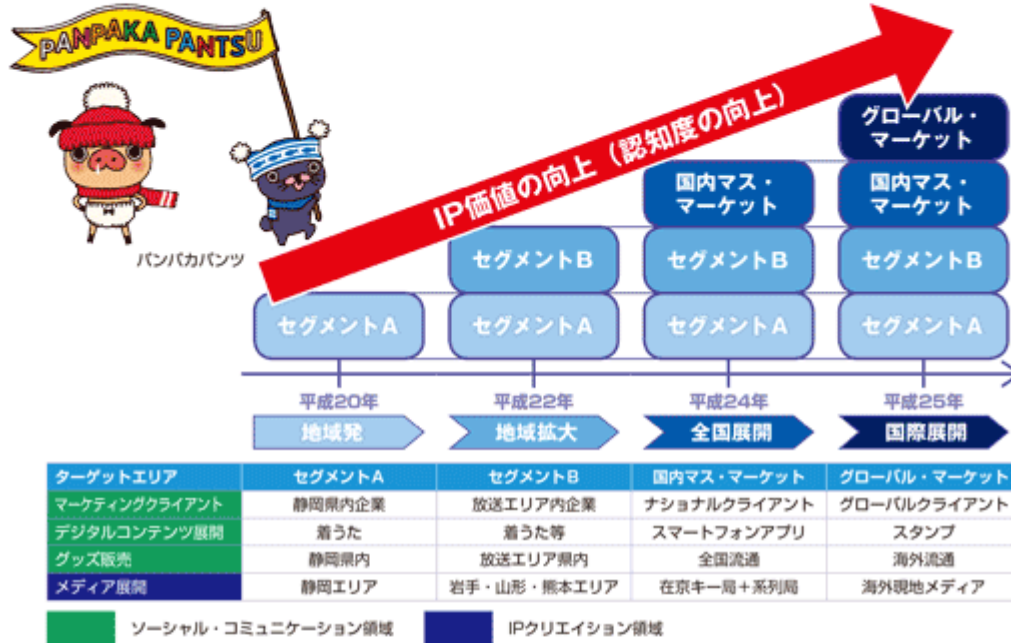 PANPAKA PANTSU
パンパカパンツ
IP価値の向上（認知度の向上）
グローバル・
マーケット
国内マス・
マーケット
国内マス・
マーケット
セグメントB
セグメントB
セグメントB
セグメントA
セグメントA
セグメントA
セグメントA
平成20年
平成22年
平成24年
平成25年
地域発
地域拡大
全国展開
国際展開
ターゲットエリア セグメントA セグメントB 国内マス・マーケット グローバル・マーケット
マーケティングクライアント 静岡県内企業 放送エリア内企業 ナショナルクライアント グローバルクライアント
デジタルコンテンツ展開 着うた 着うた等 スマートフォンアプリ スタンプ
グッズ販売 静岡県内 放送エリア県内 全国流通 海外流通
メディア展開 静岡エリア 岩手・山形・熊本エリア 在京キー局＋系列局 海外現地メディア
ソーシャル・コミュニケーション領域 IPクリエイション領域